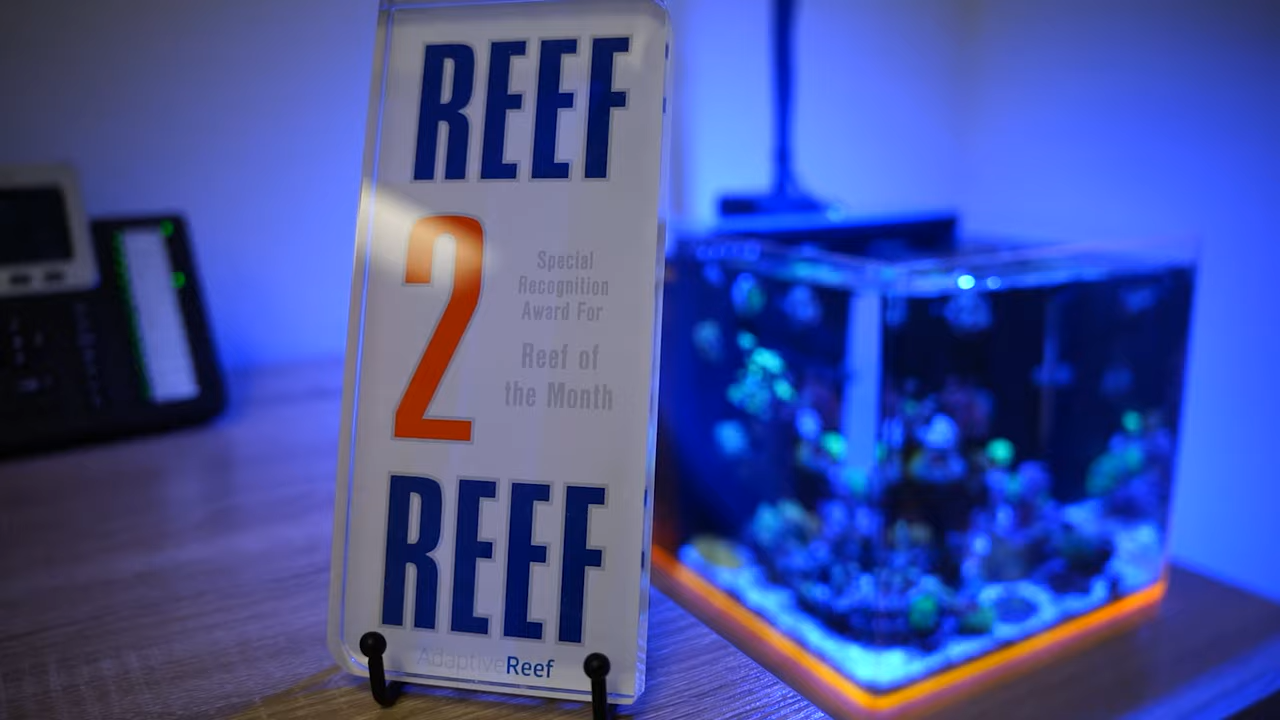 REEF
2
Special
Recognition
Award For
Reef of
the Month
REEF
AdaptiveReef